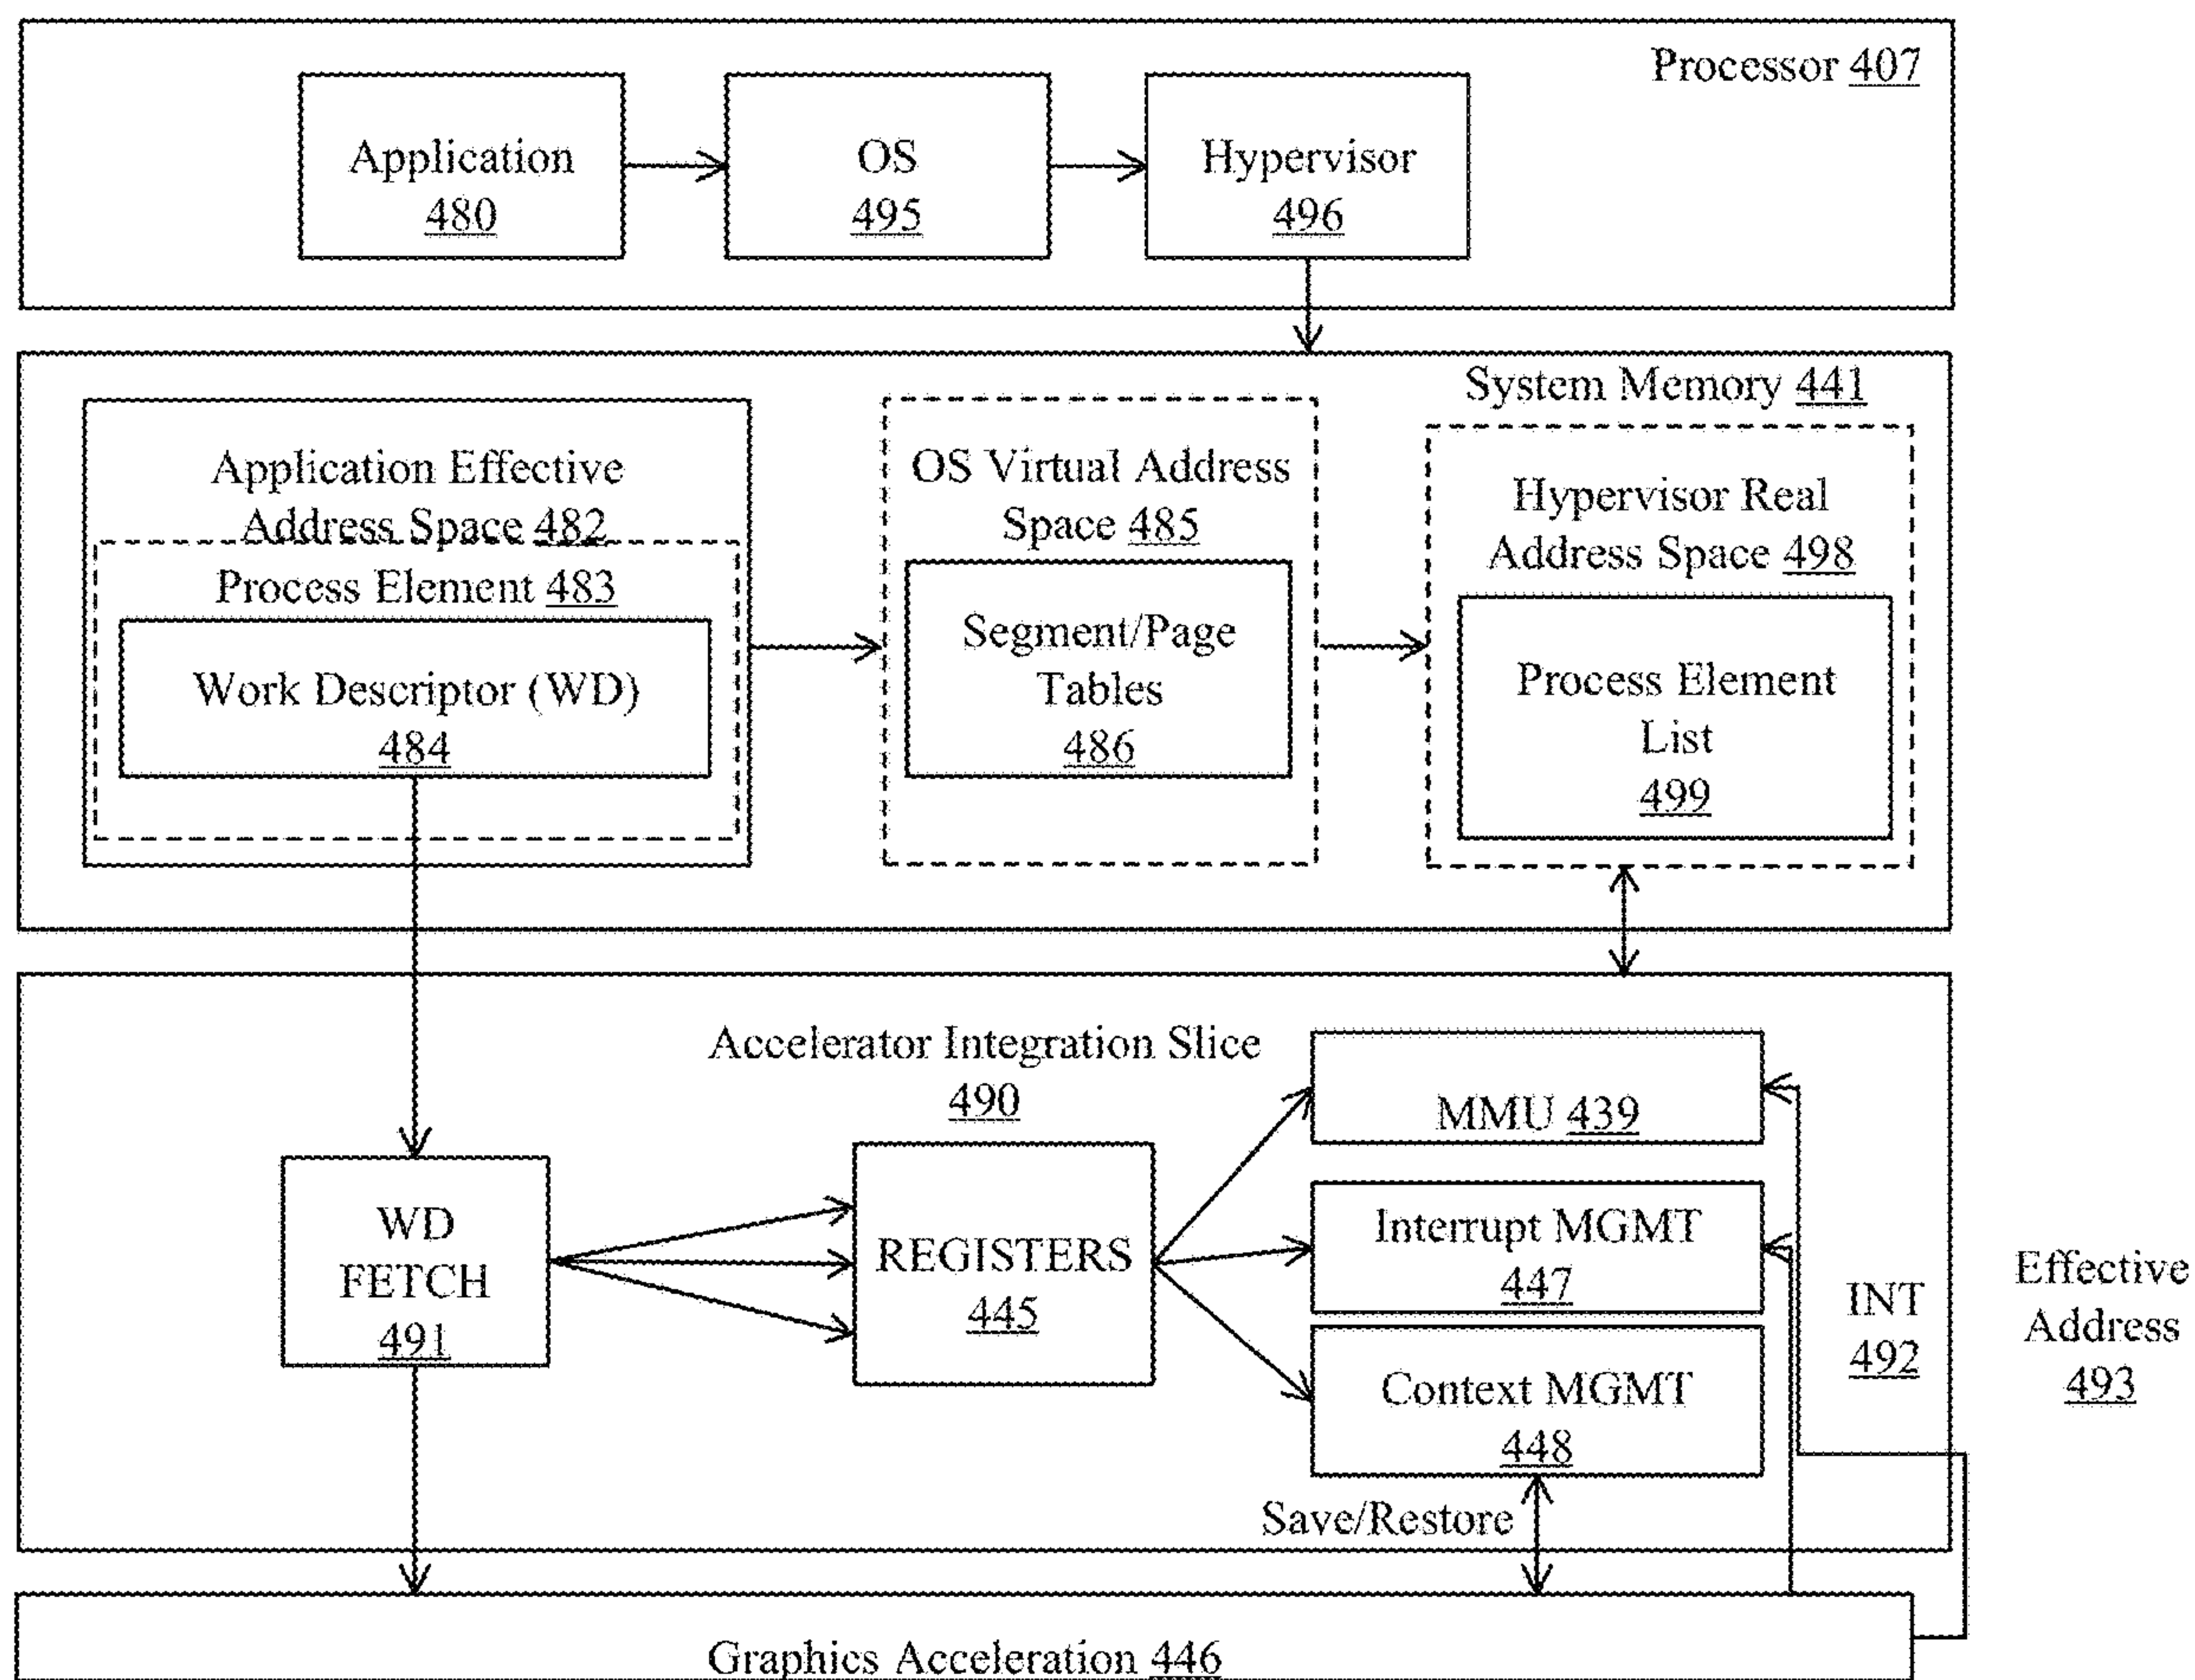 Processor 407
Application
480
OS
495
Hypervisor
496
System Memory 441
Application Effective
Address Space 482
Process Element 483
Work Descriptor (WD)
484
OS Virtual Address
Space 485
Segment/Page
Tables
486
Hypervisor Real
Address Space 498
Process Element
List
499
Accelerator Integration Slice
490
WD
FETCH
491
REGISTERS
445
MMU 439
Interrupt MGMT
447
Context MGMT
448
INT
492
Effective
Address
493
Save/Restore
Graphics Acceleration 446